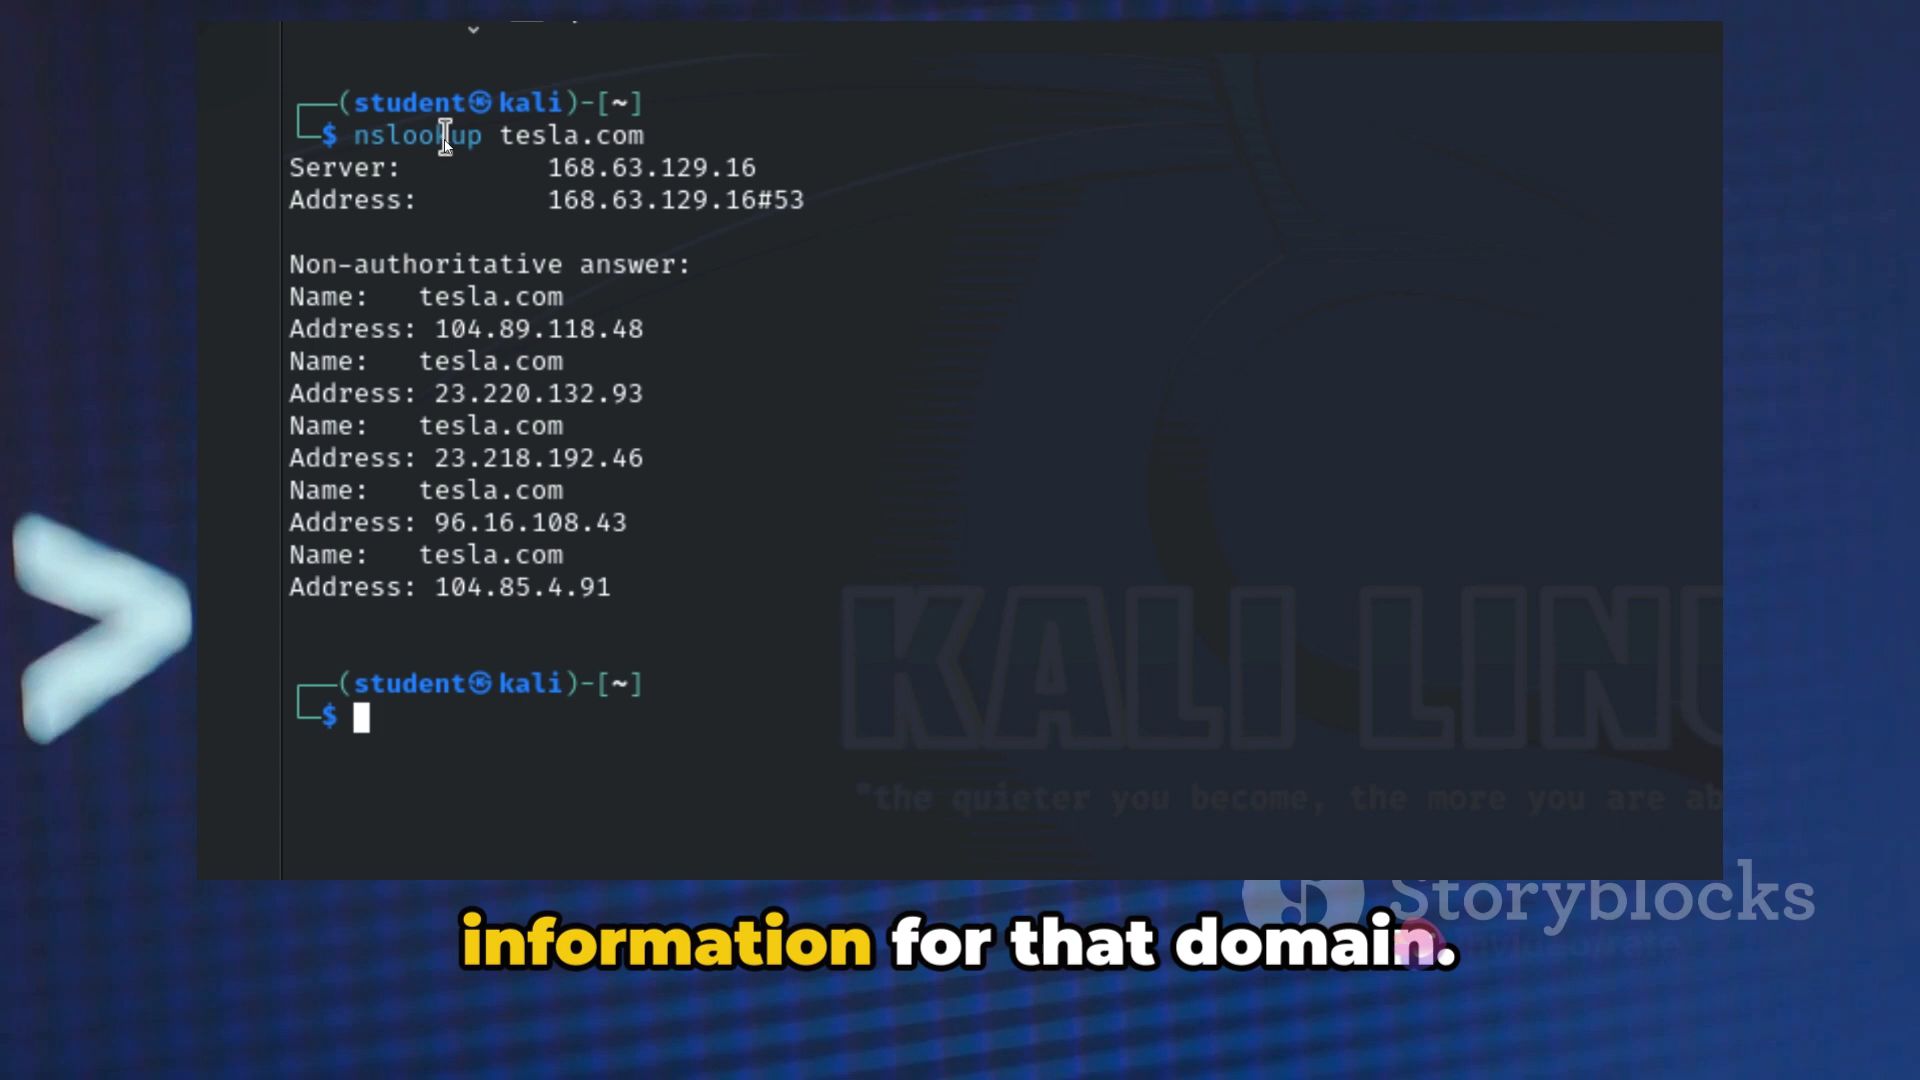 ┌──(student㉿kali)-[~]
└─$ nslookup tesla.com
Server:         168.63.129.16
Address:        168.63.129.16#53
Non-authoritative answer:
Name:   tesla.com
Address: 104.89.118.48
Name:   tesla.com
Address: 23.220.132.93
Name:   tesla.com
Address: 23.218.192.46
Name:   tesla.com
Address: 96.16.108.43
Name:   tesla.com
Address: 104.85.4.91
┌──(student㉿kali)-[~]
└─$
KALI LINU
"the quieter you become, the more you are ab
Storyblocks
information for that domain.